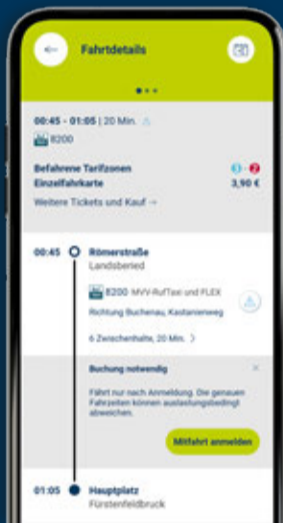 Fahrtdetails
00:45 - 01:05 | 20 Min.
8200
Befahrene Tarifzonen 1 - 2
Einzelfahrkarte 3,90 €
Weitere Tickets und Kauf →
00:45 Römerstraße
Landsberied
8200 MVV-RufTaxi und FLEX
Richtung Buchenau, Kastanienweg
6 Zwischenhalte, 20 Min. >
Buchung notwendig ×
Fährt nur nach Anmeldung. Die genauen
Fahrzeiten können auslastungsbedingt
abweichen.
Mitfahrt anmelden
01:05 Hauptplatz
Fürstenfeldbruck